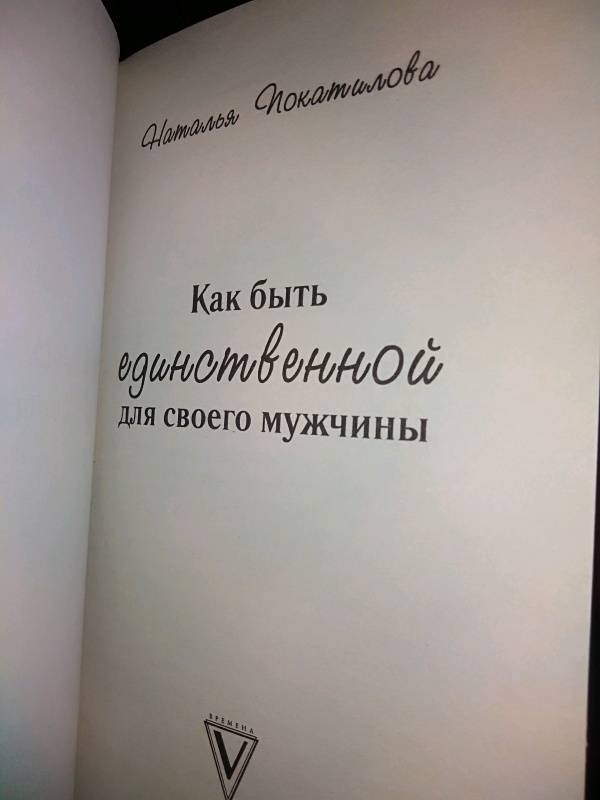 Наталья Покатилова
Как быть
единственной
для своего мужчины
ВРЕМЕНА
V